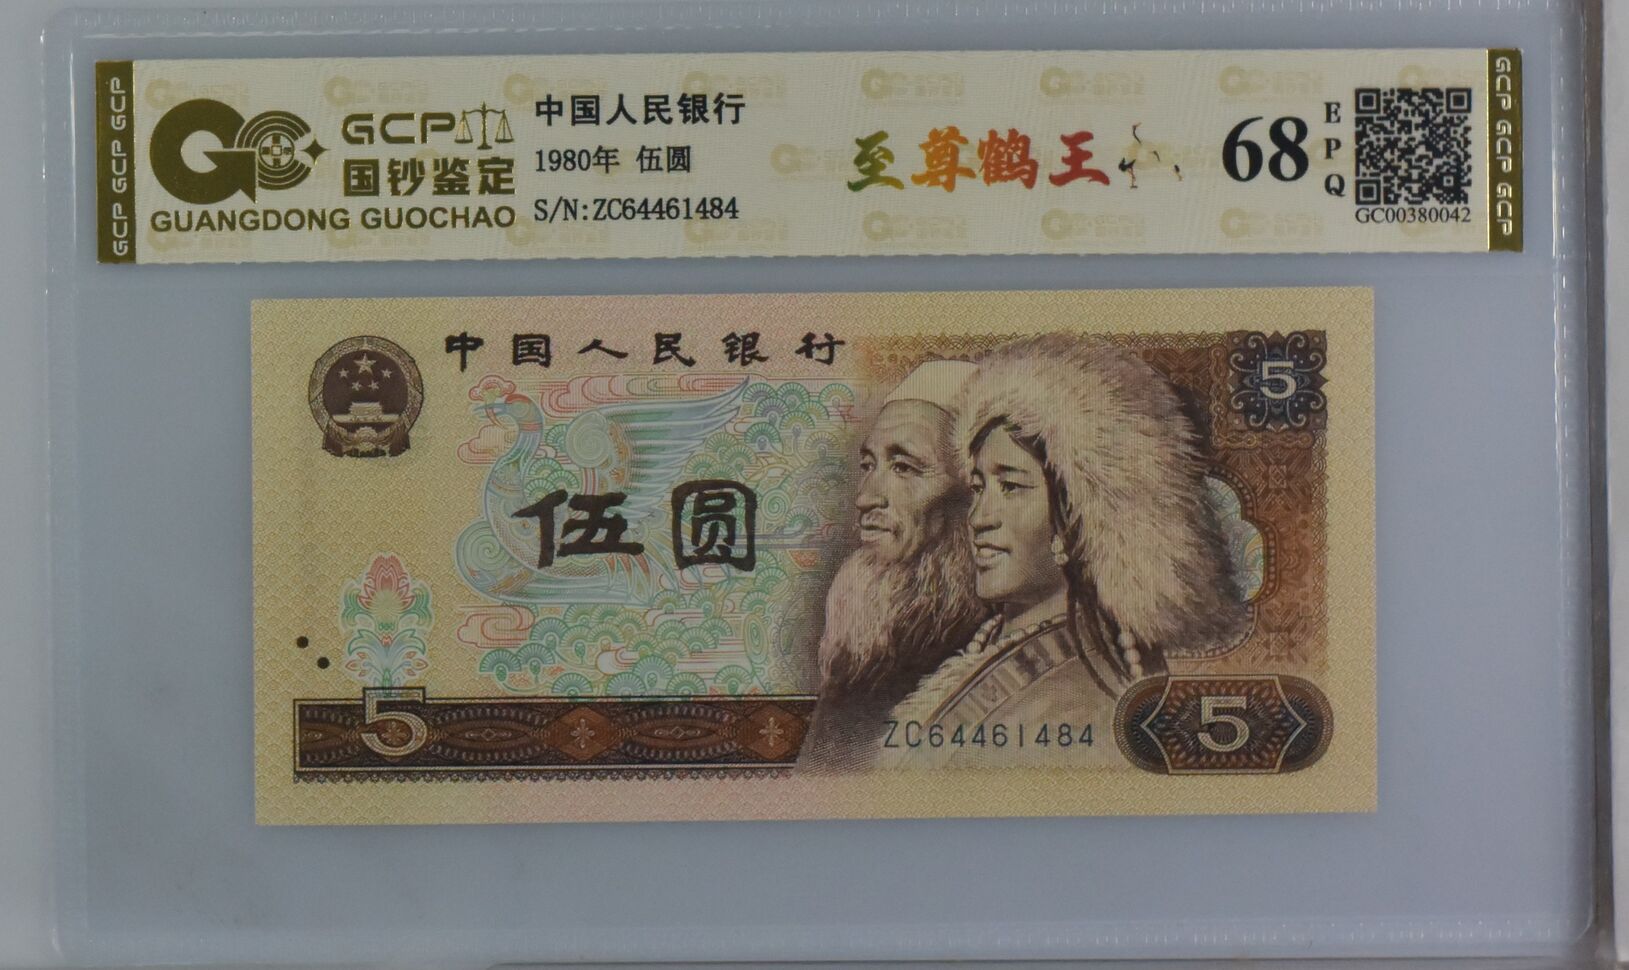 GCP GCP GCP
GCP
国钞鉴定
GUANGDONG GUOCHAO
中国人民银行
1980年 伍圆
S/N:ZC64461484
至尊鹤王
68
EPQ
GC00380042
GCP GCP GCP
中国人民银行
5
伍圆
5
ZC64461484
5